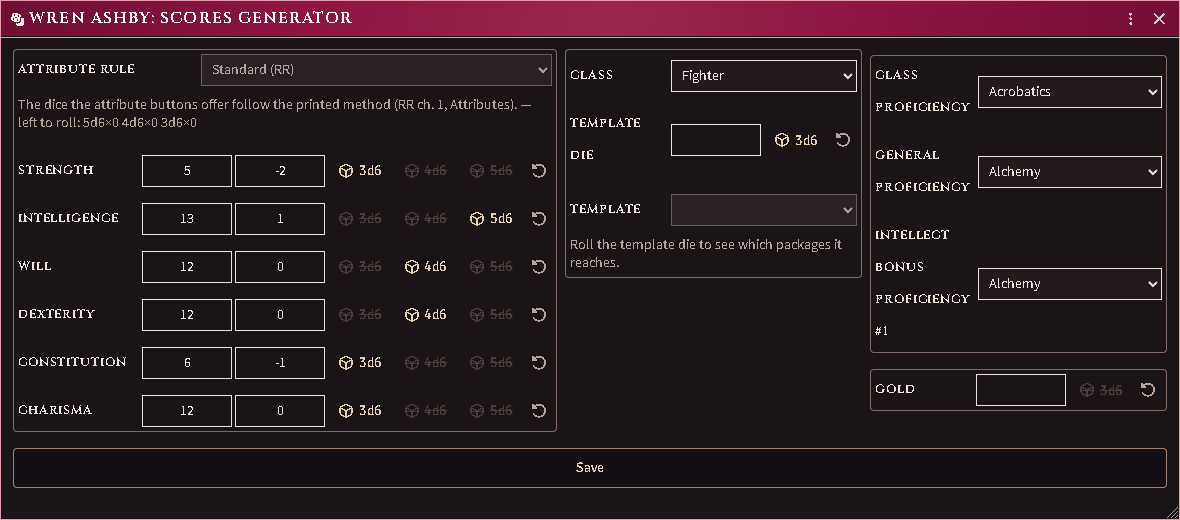 WREN ASHBY: SCORES GENERATOR
ATTRIBUTE RULE Standard (RR)
The dice the attribute buttons offer follow the printed method (RR ch. 1, Attributes). —
left to roll: 5d6×0 4d6×0 3d6×0
STRENGTH 5 -2 3d6 4d6 5d6
INTELLIGENCE 13 1 3d6 4d6 5d6
WILL 12 0 3d6 4d6 5d6
DEXTERITY 12 0 3d6 4d6 5d6
CONSTITUTION 6 -1 3d6 4d6 5d6
CHARISMA 12 0 3d6 4d6 5d6
CLASS Fighter
TEMPLATE
DIE
3d6
TEMPLATE
Roll the template die to see which packages it
reaches.
CLASS
PROFICIENCY
Acrobatics
GENERAL
PROFICIENCY
Alchemy
INTELLECT
BONUS
PROFICIENCY
#1
Alchemy
GOLD 3d6
Save